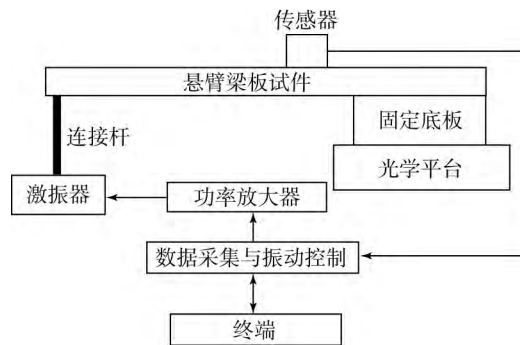 传感器
悬臂梁板试件
连接杆
固定底板
光学平台
激振器
功率放大器
数据采集与振动控制
终端